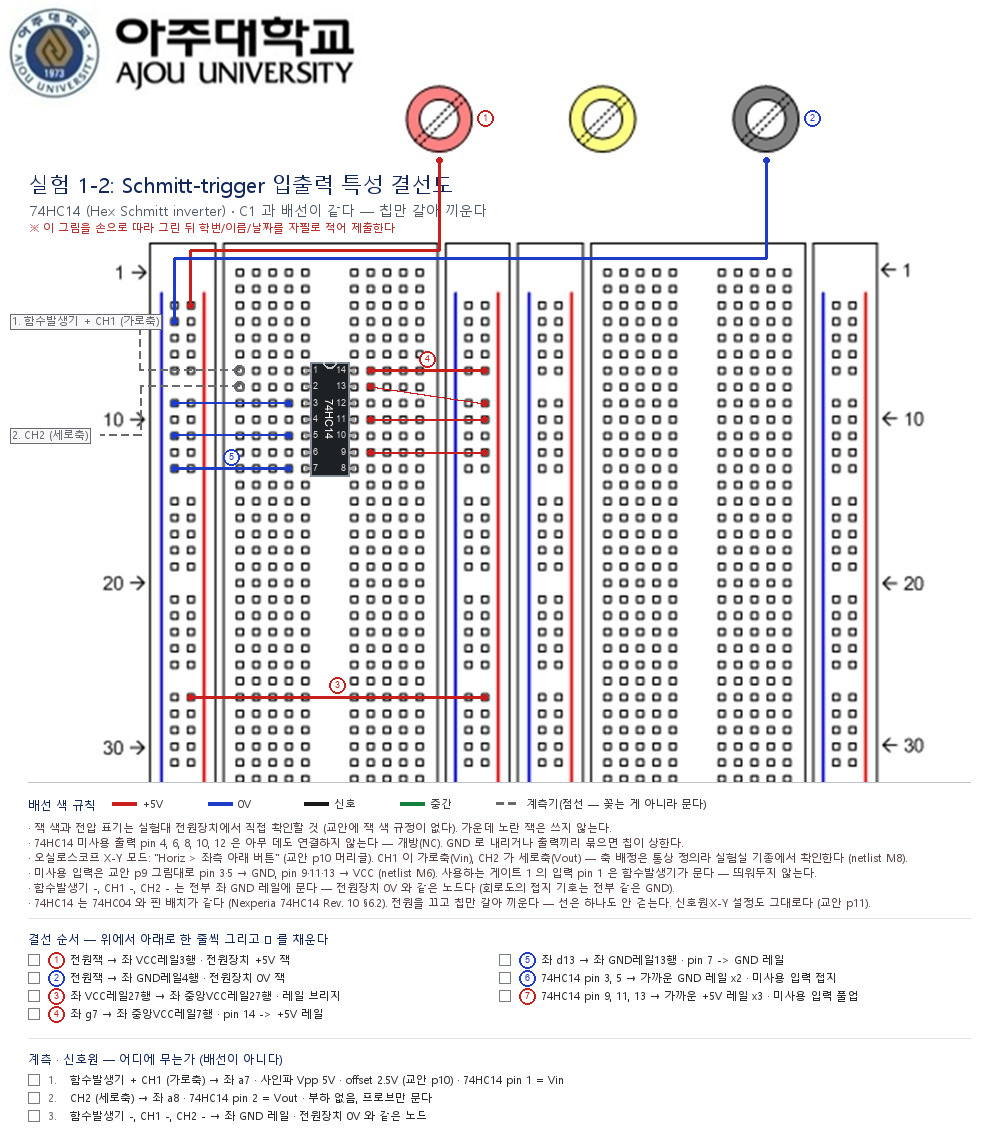 아주대학교
AJOU UNIVERSITY
아주대학교
1973
AJOU UNIVERSITY
1
2
실험 1-2: Schmitt-trigger 입출력 특성 결선도
74HC14 (Hex Schmitt inverter) · C1 과 배선이 같다 — 칩만 갈아 끼운다
※ 이 그림을 손으로 따라 그린 뒤 학번/이름/날짜를 자필로 적어 제출한다
1 → ← 1
1. 함수발생기 + CH1 (가로축)
4
1 14
2 13
3 12
10 → 4 11 ← 10
74HC14
2. CH2 (세로축)
5 10
5
6 9
7 8
20 → ← 20
3
30 → ← 30
배선 색 규칙 +5V 0V 신호 중간 계측기(점선 — 꽂는 게 아니라 문다)
· 잭 색과 전압 표기는 실험대 전원장치에서 직접 확인할 것 (교안에 잭 색 규정이 없다). 가운데 노란 잭은 쓰지 않는다.
· 74HC14 미사용 출력 pin 4, 6, 8, 10, 12 은 아무 데도 연결하지 않는다 — 개방(NC). GND 로 내리거나 출력끼리 묶으면 칩이 상한다.
· 오실로스코프 X-Y 모드: "Horiz > 좌측 아래 버튼" (교안 p10 머리글). CH1 이 가로축(Vin), CH2 가 세로축(Vout) — 축 배정은 통상 정의라 실험실 기종에서 확인한다 (netlist M8).
· 미사용 입력은 교안 p9 그림대로 pin 3·5 → GND, pin 9·11·13 → VCC (netlist M6). 사용하는 게이트 1 의 입력 pin 1 은 함수발생기가 문다 — 띄워두지 않는다.
· 함수발생기 -, CH1 -, CH2 - 는 전부 좌 GND 레일에 문다 — 전원장치 0V 와 같은 노드다 (회로도의 접지 기호는 전부 같은 GND).
· 74HC14 는 74HC04 와 핀 배치가 같다 (Nexperia 74HC14 Rev. 10 §6.2). 전원을 끄고 칩만 갈아 끼운다 — 선은 하나도 안 걷는다. 신호원·X-Y 설정도 그대로다 (교안 p11).
결선 순서 — 위에서 아래로 한 줄씩 그리고 □ 를 채운다
1 전원잭 → 좌 VCC레일3행 · 전원장치 +5V 잭
2 전원잭 → 좌 GND레일4행 · 전원장치 0V 잭
3 좌 VCC레일27행 → 좌 중앙VCC레일27행 · 레일 브리지
4 좌 g7 → 좌 중앙VCC레일7행 · pin 14 -> +5V 레일
5 좌 d13 → 좌 GND레일13행 · pin 7 -> GND 레일
6 74HC14 pin 3, 5 → 가까운 GND 레일 x2 · 미사용 입력 접지
7 74HC14 pin 9, 11, 13 → 가까운 +5V 레일 x3 · 미사용 입력 풀업
계측 · 신호원 — 어디에 무는가 (배선이 아니다)
1. 함수발생기 + CH1 (가로축) → 좌 a7 · 사인파 Vpp 5V · offset 2.5V (교안 p10) · 74HC14 pin 1 = Vin
2. CH2 (세로축) → 좌 a8 · 74HC14 pin 2 = Vout · 부하 없음, 프로브만 문다
3. 함수발생기 -, CH1 -, CH2 - → 좌 GND 레일 · 전원장치 0V 와 같은 노드